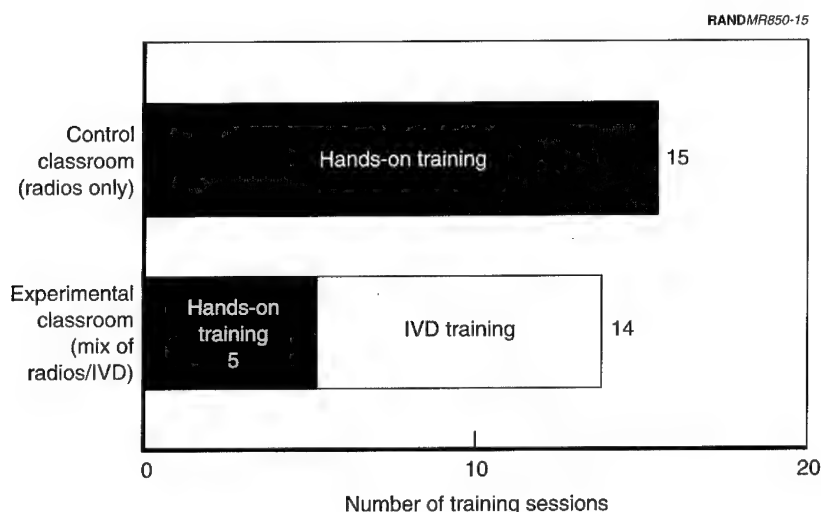 RANDMR850-15
Control
classroom
(radios only)
Hands-on training
15
Experimental
classroom
(mix of
radios/IVD)
Hands-on
training
5
IVD training
14
0
10
20
Number of training sessions